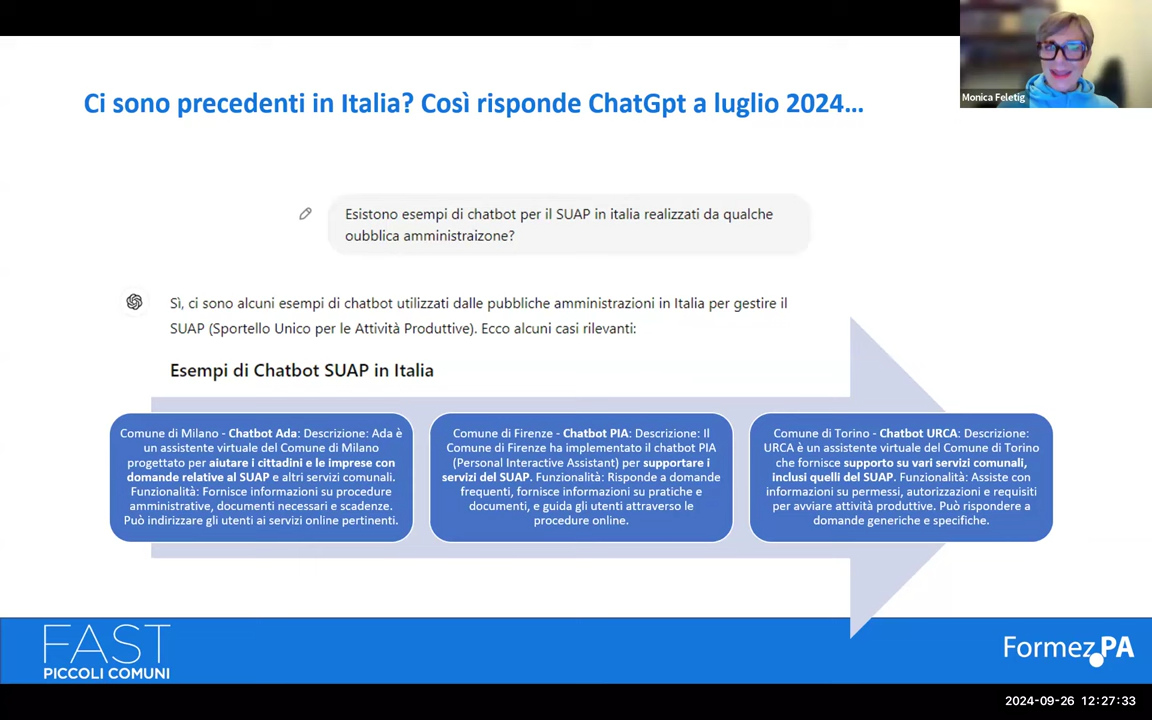 Monica Feletig
Ci sono precedenti in Italia? Così risponde ChatGpt a luglio 2024…
Esistono esempi di chatbot per il SUAP in italia realizzati da qualche
oubblica amministraizone?
Sì, ci sono alcuni esempi di chatbot utilizzati dalle pubbliche amministrazioni in Italia per gestire il
SUAP (Sportello Unico per le Attività Produttive). Ecco alcuni casi rilevanti:
Esempi di Chatbot SUAP in Italia
Comune di Milano - Chatbot Ada: Descrizione: Ada è
un assistente virtuale del Comune di Milano
progettato per aiutare i cittadini e le imprese con
domande relative al SUAP e altri servizi comunali.
Funzionalità: Fornisce informazioni su procedure
amministrative, documenti necessari e scadenze.
Può indirizzare gli utenti ai servizi online pertinenti.
Comune di Firenze - Chatbot PIA: Descrizione: Il
Comune di Firenze ha implementato il chatbot PIA
(Personal Interactive Assistant) per supportare i
servizi del SUAP. Funzionalità: Risponde a domande
frequenti, fornisce informazioni su pratiche e
documenti, e guida gli utenti attraverso le
procedure online.
Comune di Torino - Chatbot URCA: Descrizione:
URCA è un assistente virtuale del Comune di Torino
che fornisce supporto su vari servizi comunali,
inclusi quelli del SUAP. Funzionalità: Assiste con
informazioni su permessi, autorizzazioni e requisiti
per avviare attività produttive. Può rispondere a
domande generiche e specifiche.
FAST
PICCOLI COMUNI
Formez PA
2024-09-26 12:27:33